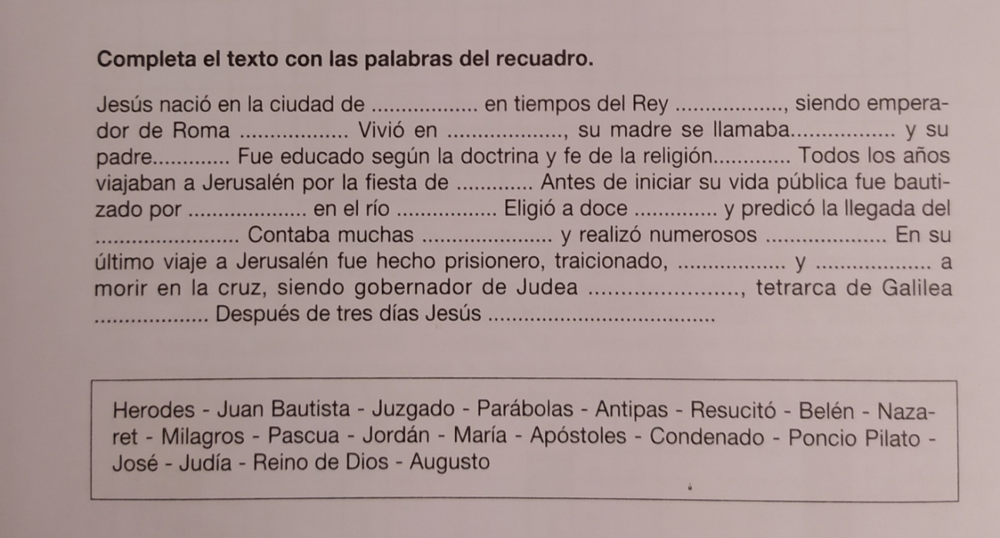 Completa el texto con las palabras del recuadro.
Jesús nació en la ciudad de .................. en tiempos del Rey .................., siendo empera-
dor de Roma .................. Vivió en ..................., su madre se llamaba................. y su
padre............. Fue educado según la doctrina y fe de la religión............. Todos los años
viajaban a Jerusalén por la fiesta de ............. Antes de iniciar su vida pública fue bauti-
zado por .................... en el río ................. Eligió a doce .............. y predicó la llegada del
........................ Contaba muchas ...................... y realizó numerosos .................... En su
último viaje a Jerusalén fue hecho prisionero, traicionado, .................. y ................... a
morir en la cruz, siendo gobernador de Judea ........................., tetrarca de Galilea
................... Después de tres días Jesús ......................................
Herodes - Juan Bautista - Juzgado - Parábolas - Antipas - Resucitó - Belén - Naza-
ret - Milagros - Pascua - Jordán - María - Apóstoles - Condenado - Poncio Pilato -
José - Judía - Reino de Dios - Augusto